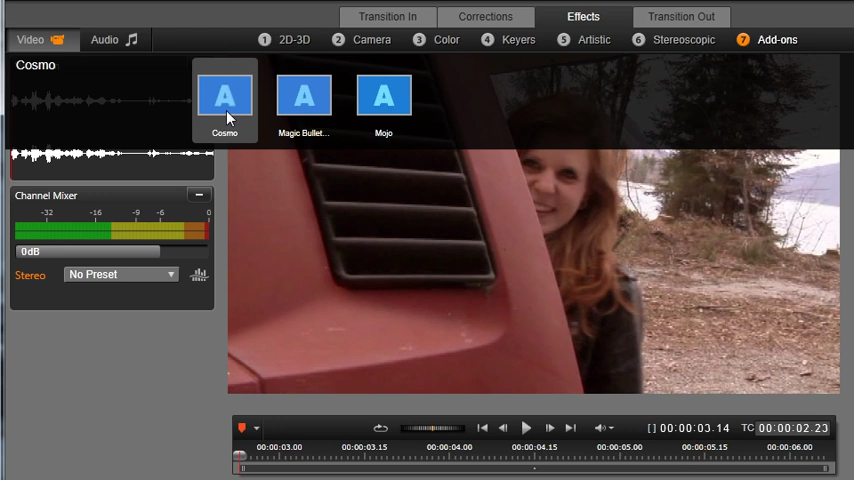 Transition In Corrections Effects Transition Out
Video Audio 1 2D-3D 2 Camera 3 Color 4 Keyers 5 Artistic 6 Stereoscopic 7 Add-ons
Cosmo
A A A
Cosmo Magic Bullet... Mojo
Channel Mixer
-32 -16 -9 -6 0
0dB
Stereo No Preset
[] 00:00:03.14 TC 00:00:02.23
00:00:03.00 00:00:03.15 00:00:04.00 00:00:04.15 00:00:05.00 00:00:05.15 00:00:06.00